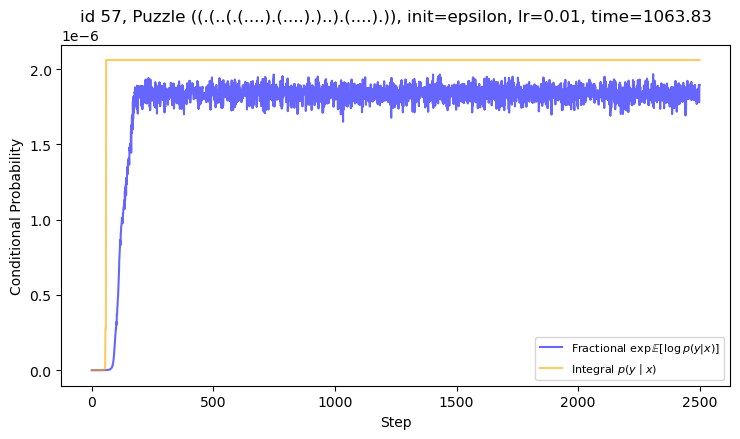 id 57, Puzzle ((.(..(.(....).(....).)..).(....).)), init=epsilon, lr=0.01, time=1063.83
1e−6
2.0
1.5
1.0
0.5
0.0
Conditional Probability
0
500
1000
1500
2000
2500
Step
Fractional exp 𝔼[log p(y|x)]
Integral p(y | x)